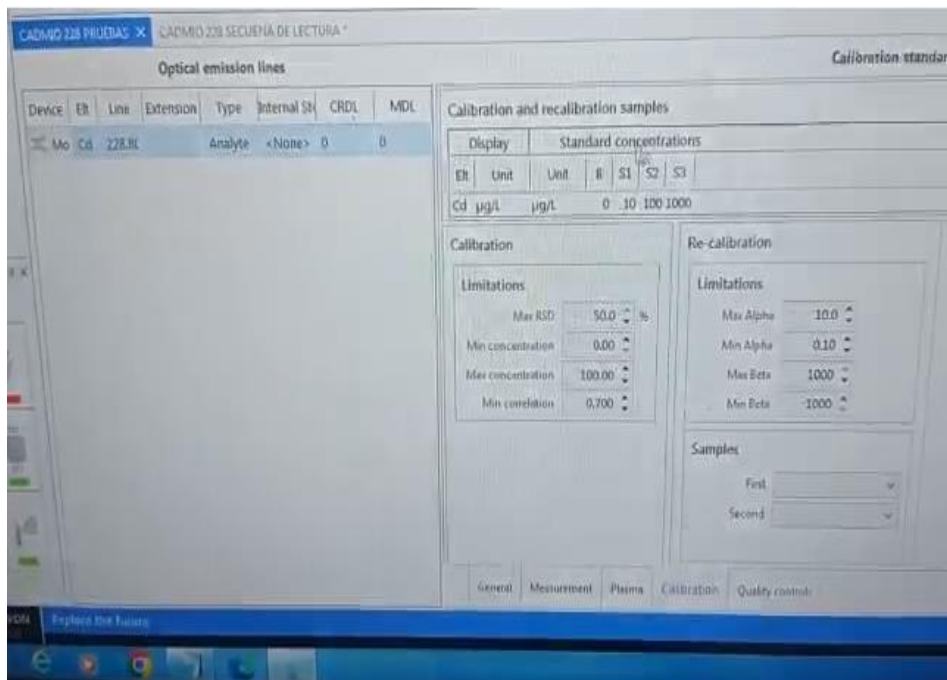 CADMIO 228 PRUEBAS X CADMIO 228 SECUENIA DE LECTURA *
Optical emission lines
Calibration standar
Device Elt Line Extension Type Internal St CRDL MDL
Mo Cd 228.80 Analyte <None> 0 0
Calibration and recalibration samples
Display Standard concentrations
Elt Unit Unit B S1 S2 S3
Cd µg/L µg/L 0 10 100 1000
Calibration
Re-calibration
Limitations
Limitations
Max RSD 50.0 %
Max Alpha 10.0
Min concentration 0.00
Min Alpha 0.10
Max concentration 100.00
Max Beta 1000
Min correlation 0.700
Min Beta -1000
Samples
First
Second
General Measurement Plasma Calibration Quality controls
Explore the future